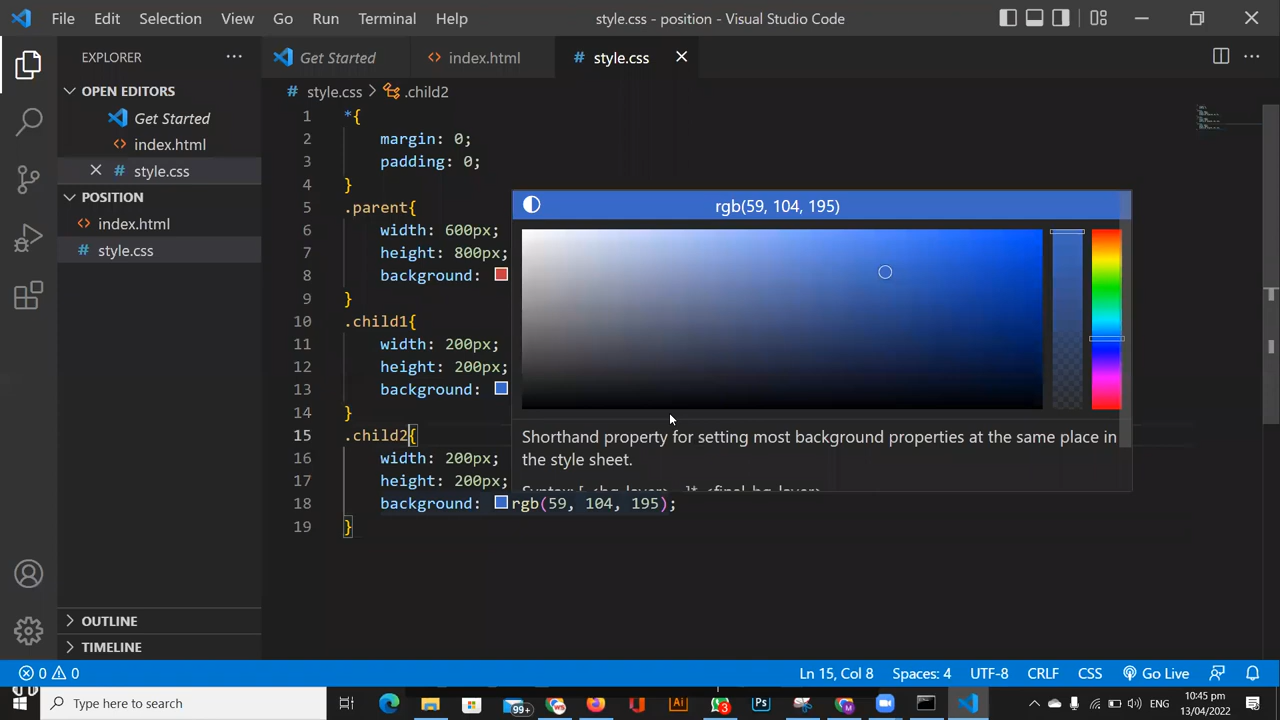 File Edit Selection View Go Run Terminal Help
style.css - position - Visual Studio Code
EXPLORER
Get Started
index.html
# style.css
# style.css > .child2
OPEN EDITORS
Get Started
index.html
# style.css
POSITION
index.html
# style.css
OUTLINE
TIMELINE
1 *{
2 margin: 0;
3 padding: 0;
4 }
5 .parent{
6 width: 600px;
7 height: 800px;
8 background:
9 }
10 .child1{
11 width: 200px;
12 height: 200px;
13 background:
14 }
15 .child2{
16 width: 200px;
17 height: 200px;
18 background: rgb(59, 104, 195);
19 }
rgb(59, 104, 195)
Shorthand property for setting most background properties at the same place in
the style sheet.
0 0
Ln 15, Col 8 Spaces: 4 UTF-8 CRLF CSS Go Live
Type here to search
99+
Ai
3
Ps
ENG
10:45 pm
13/04/2022